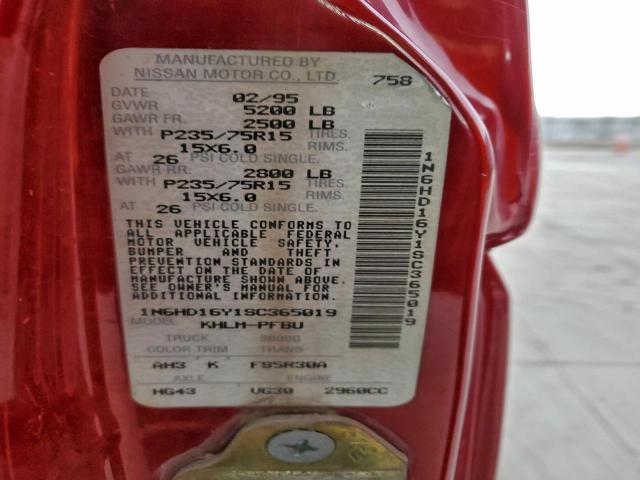 MANUFACTURED BY
NISSAN MOTOR CO., LTD. 758
DATE 02/95
GVWR 5200 LB
GAWR FR. 2500 LB
WITH P235/75R15 TIRES.
15X6.0 RIMS.
AT 26 PSI COLD SINGLE.
GAWR RR. 2800 LB
WITH P235/75R15 TIRES.
15X6.0 RIMS.
AT 26 PSI COLD SINGLE.
THIS VEHICLE CONFORMS TO
ALL APPLICABLE FEDERAL
MOTOR VEHICLE SAFETY,
BUMPER AND THEFT
PREVENTION STANDARDS IN
EFFECT ON THE DATE OF
MANUFACTURE SHOWN ABOVE.
SEE OWNER'S MANUAL FOR
ADDITIONAL INFORMATION.
1N6HD16Y1SC365019
MODEL KHLM-PFBU
TRUCK
COLOR TRIM TRANS
AH3 K FS5R30A
AXLE ENGINE
HG43 VG30 2960CC
1N6HD16Y1SC365019